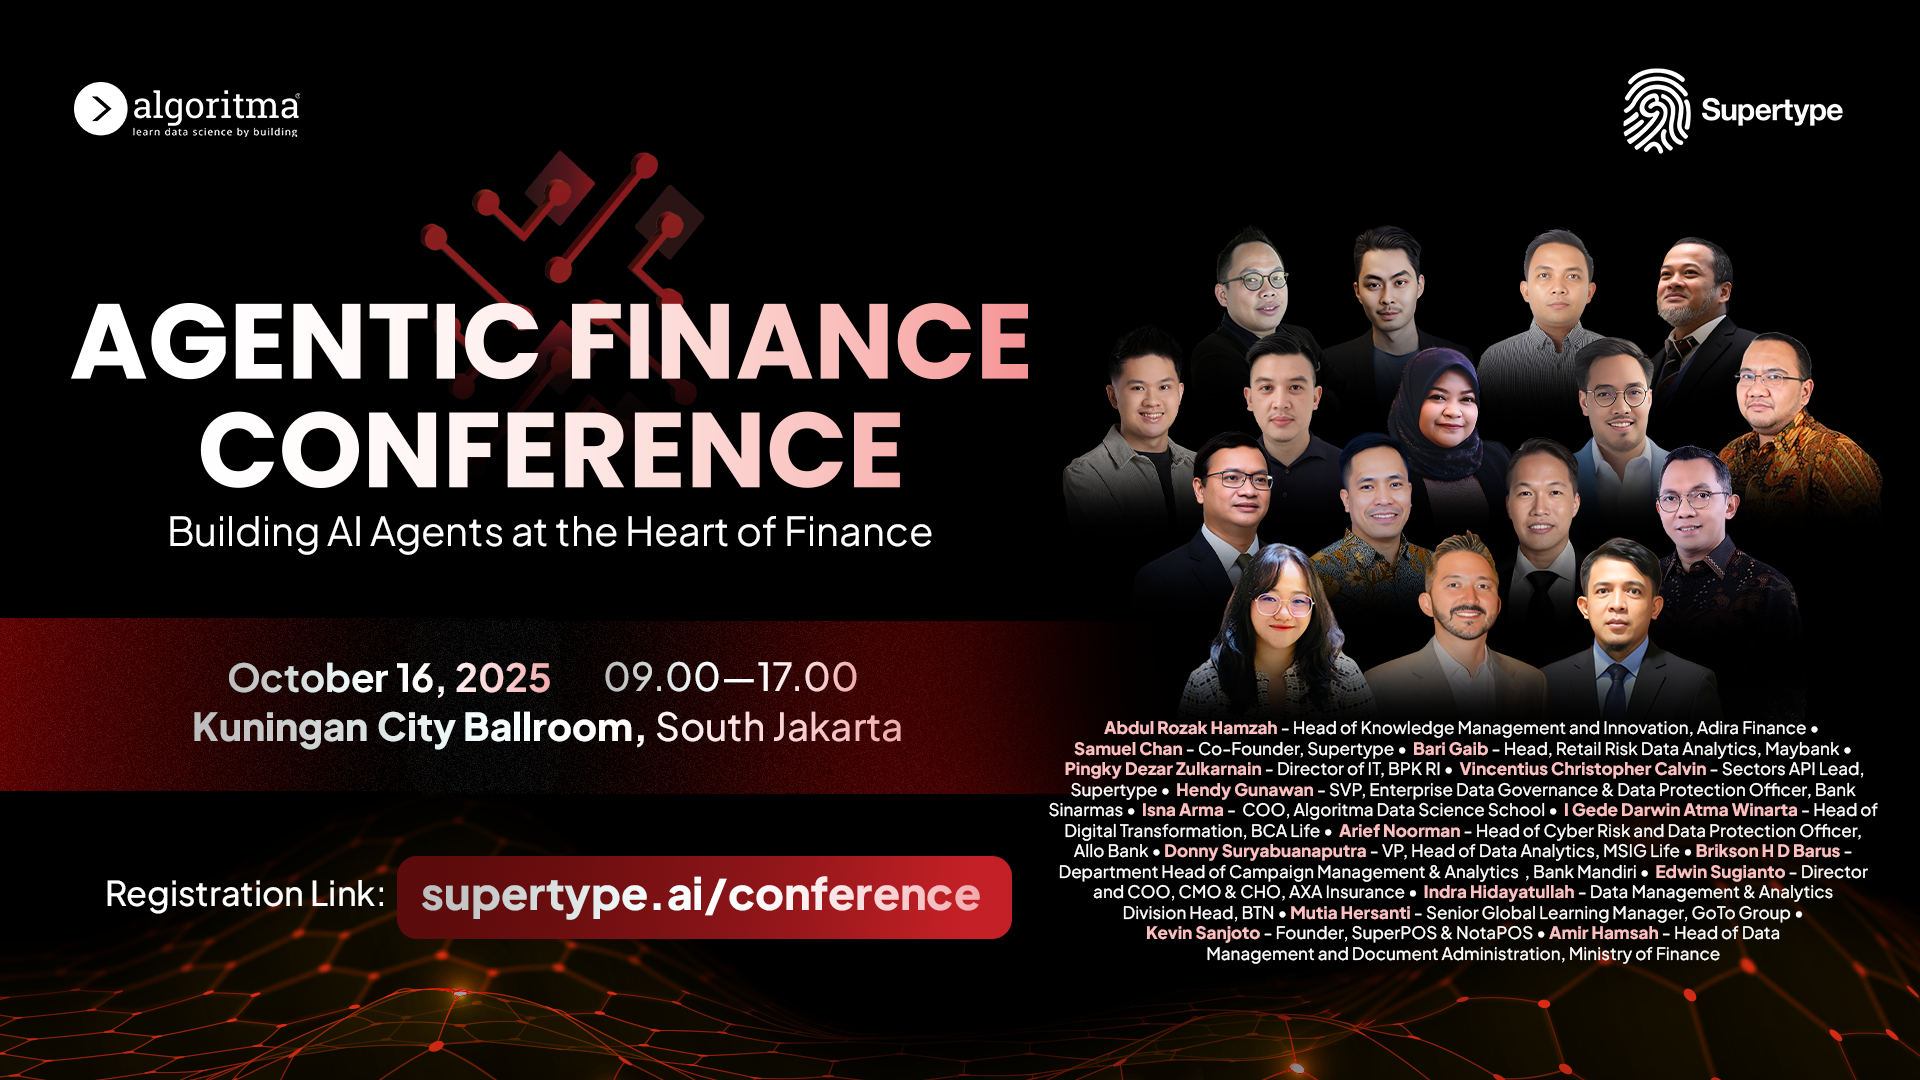 algoritma
learn data science by building
Supertype
AGENTIC FINANCE
CONFERENCE
Building AI Agents at the Heart of Finance
October 16, 2025 09.00—17.00
Kuningan City Ballroom, South Jakarta
Registration Link: supertype.ai/conference
Abdul Rozak Hamzah - Head of Knowledge Management and Innovation, Adira Finance •
Samuel Chan - Co-Founder, Supertype • Bari Gaib - Head, Retail Risk Data Analytics, Maybank •
Pingky Dezar Zulkarnain - Director of IT, BPK RI • Vincentius Christopher Calvin - Sectors API Lead,
Supertype • Hendy Gunawan - SVP, Enterprise Data Governance & Data Protection Officer, Bank
Sinarmas • Isna Arma - COO, Algoritma Data Science School • I Gede Darwin Atma Winarta - Head of
Digital Transformation, BCA Life • Arief Noorman - Head of Cyber Risk and Data Protection Officer,
Allo Bank • Donny Suryabuanaputra - VP, Head of Data Analytics, MSIG Life • Brikson H D Barus -
Department Head of Campaign Management & Analytics , Bank Mandiri • Edwin Sugianto - Director
and COO, CMO & CHO, AXA Insurance • Indra Hidayatullah - Data Management & Analytics
Division Head, BTN • Mutia Hersanti - Senior Global Learning Manager, GoTo Group •
Kevin Sanjoto - Founder, SuperPOS & NotaPOS • Amir Hamsah - Head of Data
Management and Document Administration, Ministry of Finance